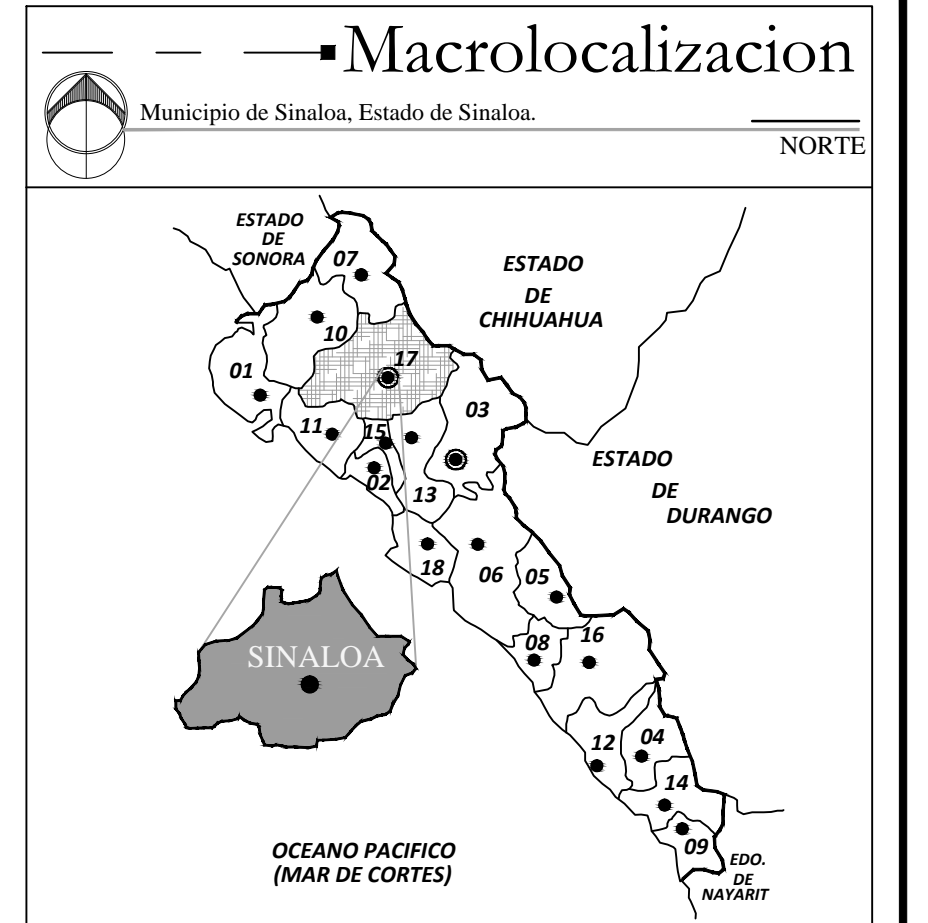 Macrolocalizacion
Municipio de Sinaloa, Estado de Sinaloa.
NORTE
ESTADO
DE
SONORA
07
ESTADO
DE
CHIHUAHUA
10
17
01
03
11
15
02
13
ESTADO
DE
DURANGO
18
06
05
08
16
SINALOA
12
04
14
09
OCEANO PACIFICO
(MAR DE CORTES)
EDO.
DE
NAYARIT